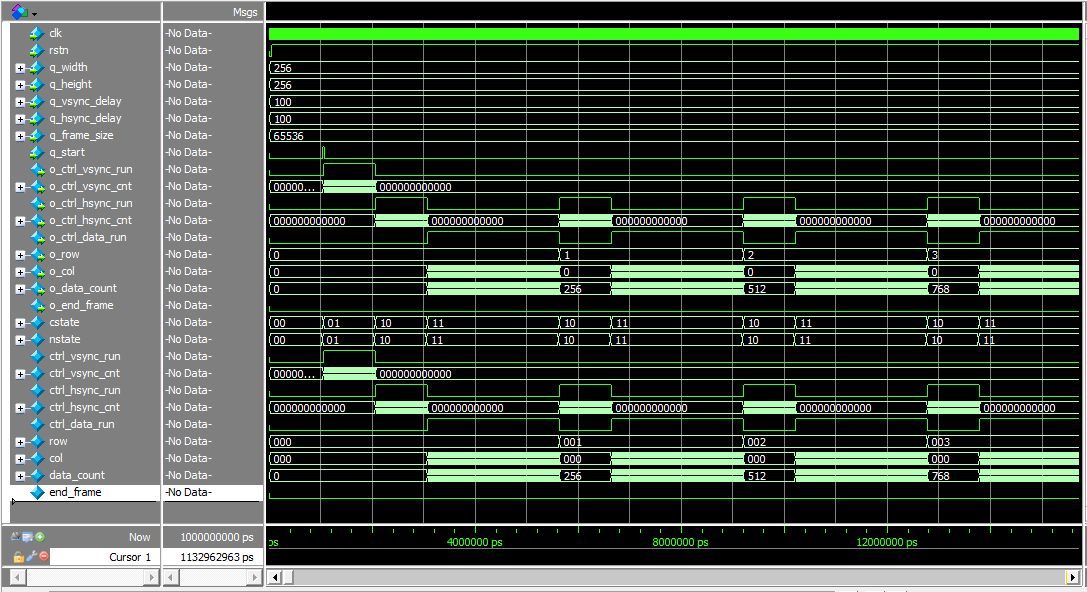 Msgs
clk -No Data-
rstn -No Data-
q_width -No Data- 256
q_height -No Data- 256
q_vsync_delay -No Data- 100
q_hsync_delay -No Data- 100
q_frame_size -No Data- 65536
q_start -No Data-
o_ctrl_vsync_run -No Data-
o_ctrl_vsync_cnt -No Data- 00000... 000000000000
o_ctrl_hsync_run -No Data-
o_ctrl_hsync_cnt -No Data- 000000000000 000000000000 000000000000 000000000000 000000000000
o_ctrl_data_run -No Data-
o_row -No Data- 0 1 2 3
o_col -No Data- 0 0 0 0
o_data_count -No Data- 0 256 512 768
o_end_frame -No Data-
cstate -No Data- 00 01 10 11 10 11 10 11 10 11
nstate -No Data- 00 01 10 11 10 11 10 11 10 11
ctrl_vsync_run -No Data-
ctrl_vsync_cnt -No Data- 00000... 000000000000
ctrl_hsync_run -No Data-
ctrl_hsync_cnt -No Data- 000000000000 000000000000 000000000000 000000000000 000000000000
ctrl_data_run -No Data-
row -No Data- 000 001 002 003
col -No Data- 000 000 000 000
data_count -No Data- 0 256 512 768
end_frame -No Data-
Now 1000000000 ps ps 4000000 ps 8000000 ps 12000000 ps
Cursor 1 1132962963 ps